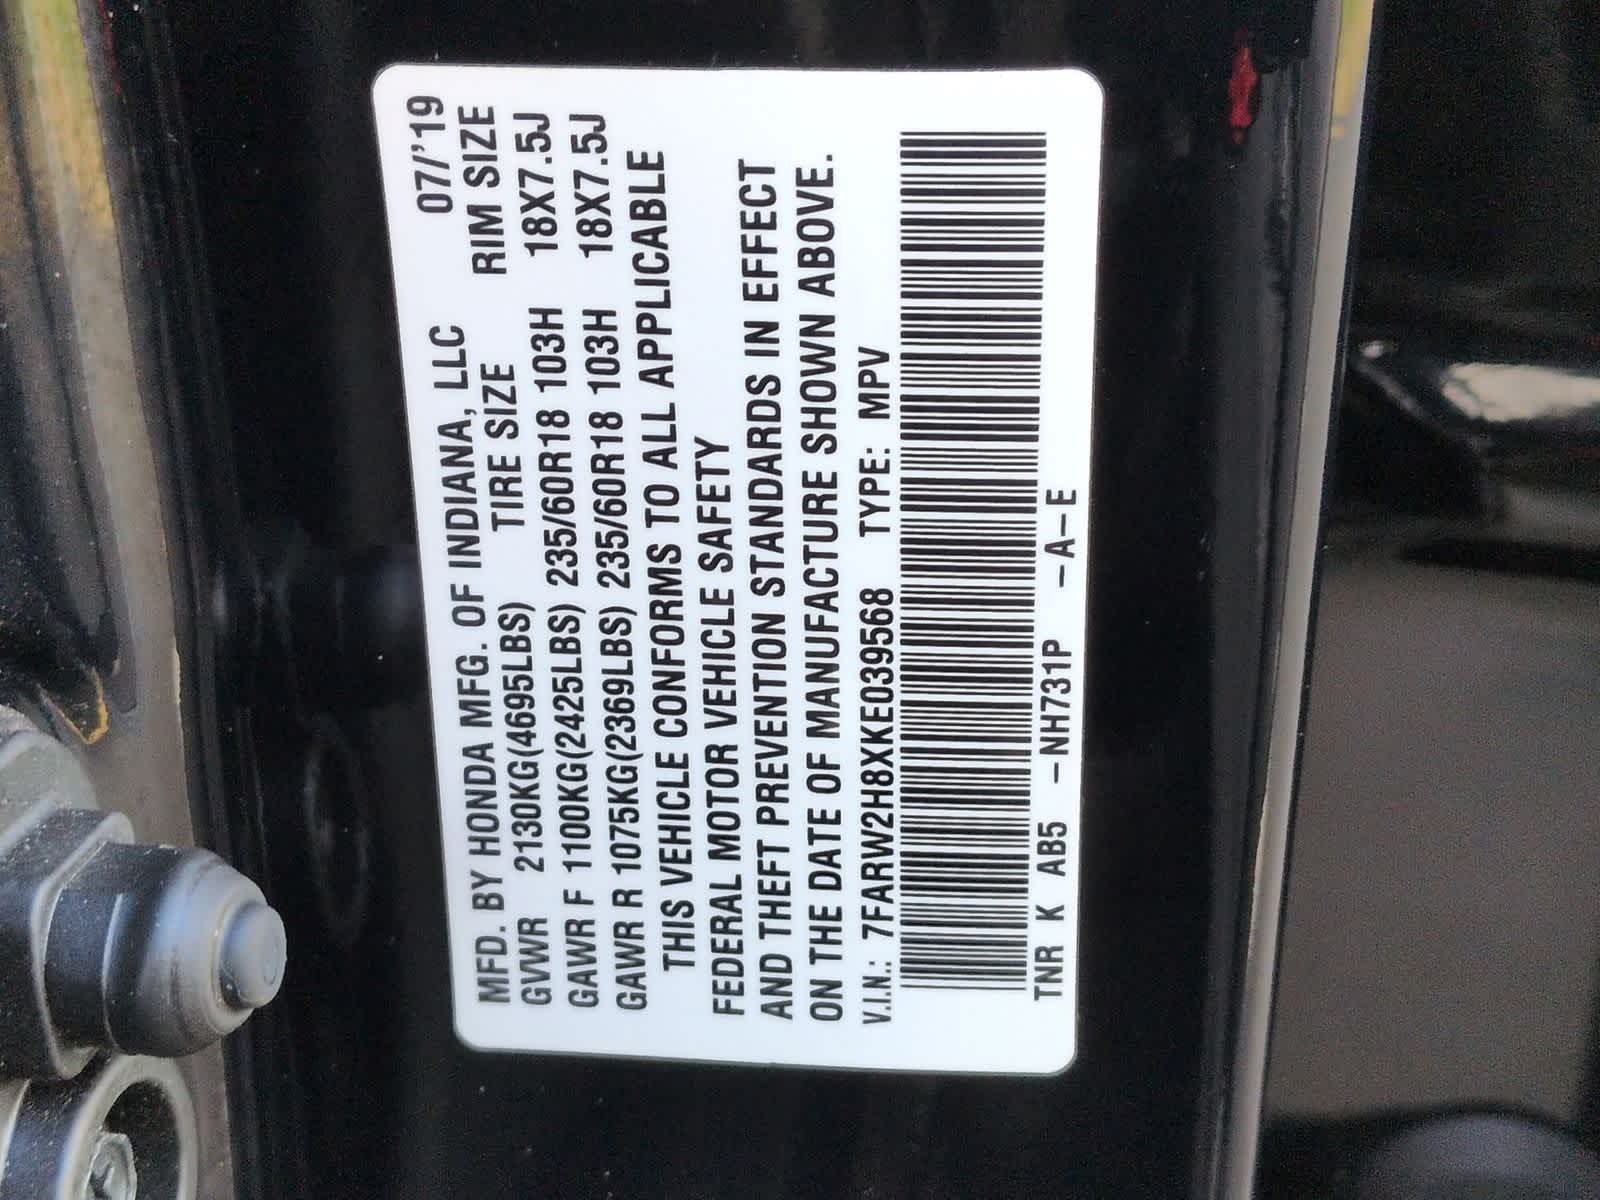 MFD. BY HONDA MFG. OF INDIANA, LLC 07/'19
GVWR 2130KG(4695LBS) TIRE SIZE RIM SIZE
GAWR F 1100KG(2425LBS) 235/60R18 103H 18X7.5J
GAWR R 1075KG(2369LBS) 235/60R18 103H 18X7.5J
THIS VEHICLE CONFORMS TO ALL APPLICABLE
FEDERAL MOTOR VEHICLE SAFETY
AND THEFT PREVENTION STANDARDS IN EFFECT
ON THE DATE OF MANUFACTURE SHOWN ABOVE.
V.I.N.: 7FARW2H8XKE039568 TYPE: MPV
TNR K AB5 –NH731P –A–E